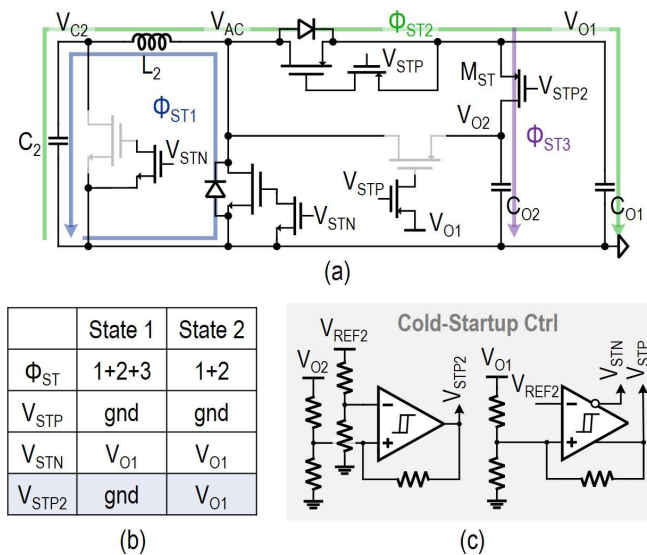 V_C2 V_AC Φ_ST2 V_O1
L_2 V_STP M_ST V_STP2
Φ_ST1 V_O2 Φ_ST3
C_2 V_STN V_STP
V_STN V_O1 C_O2 C_O1
(a)
State 1 State 2
Φ_ST 1+2+3 1+2
V_STP gnd gnd
V_STN V_O1 V_O1
V_STP2 gnd V_O1
(b)
Cold-Startup Ctrl
V_REF2 V_O2 V_STP2
V_O1 V_REF2 V_STN V_STP
− +
− +
(c)